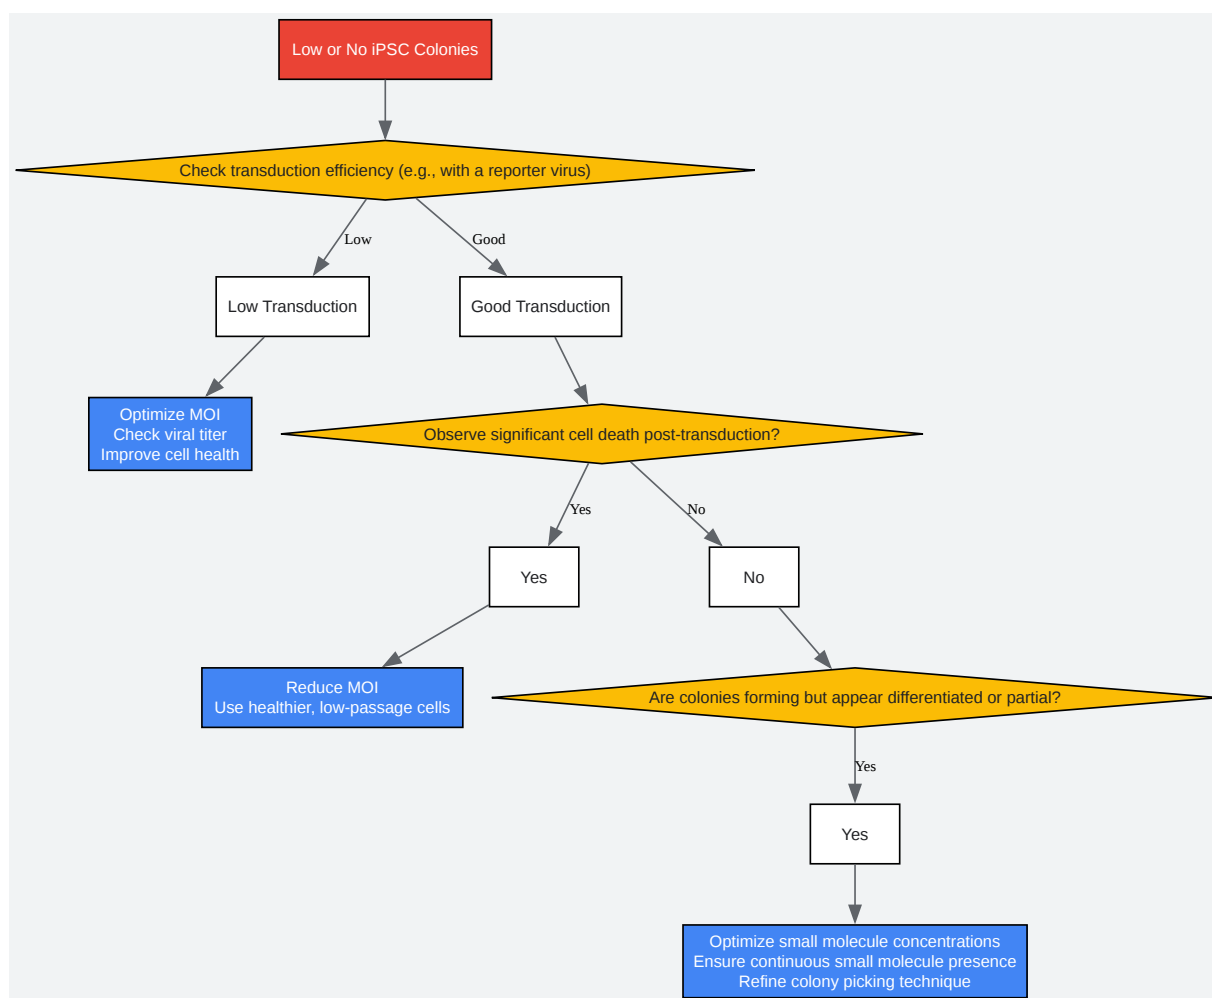 Low or No iPSC Colonies
Check transduction efficiency (e.g., with a reporter virus)
Low
Good
Low Transduction
Good Transduction
Optimize MOI
Check viral titer
Improve cell health
Observe significant cell death post-transduction?
Yes
No
Yes
No
Reduce MOI
Use healthier, low-passage cells
Are colonies forming but appear differentiated or partial?
Yes
Yes
Optimize small molecule concentrations
Ensure continuous small molecule presence
Refine colony picking technique